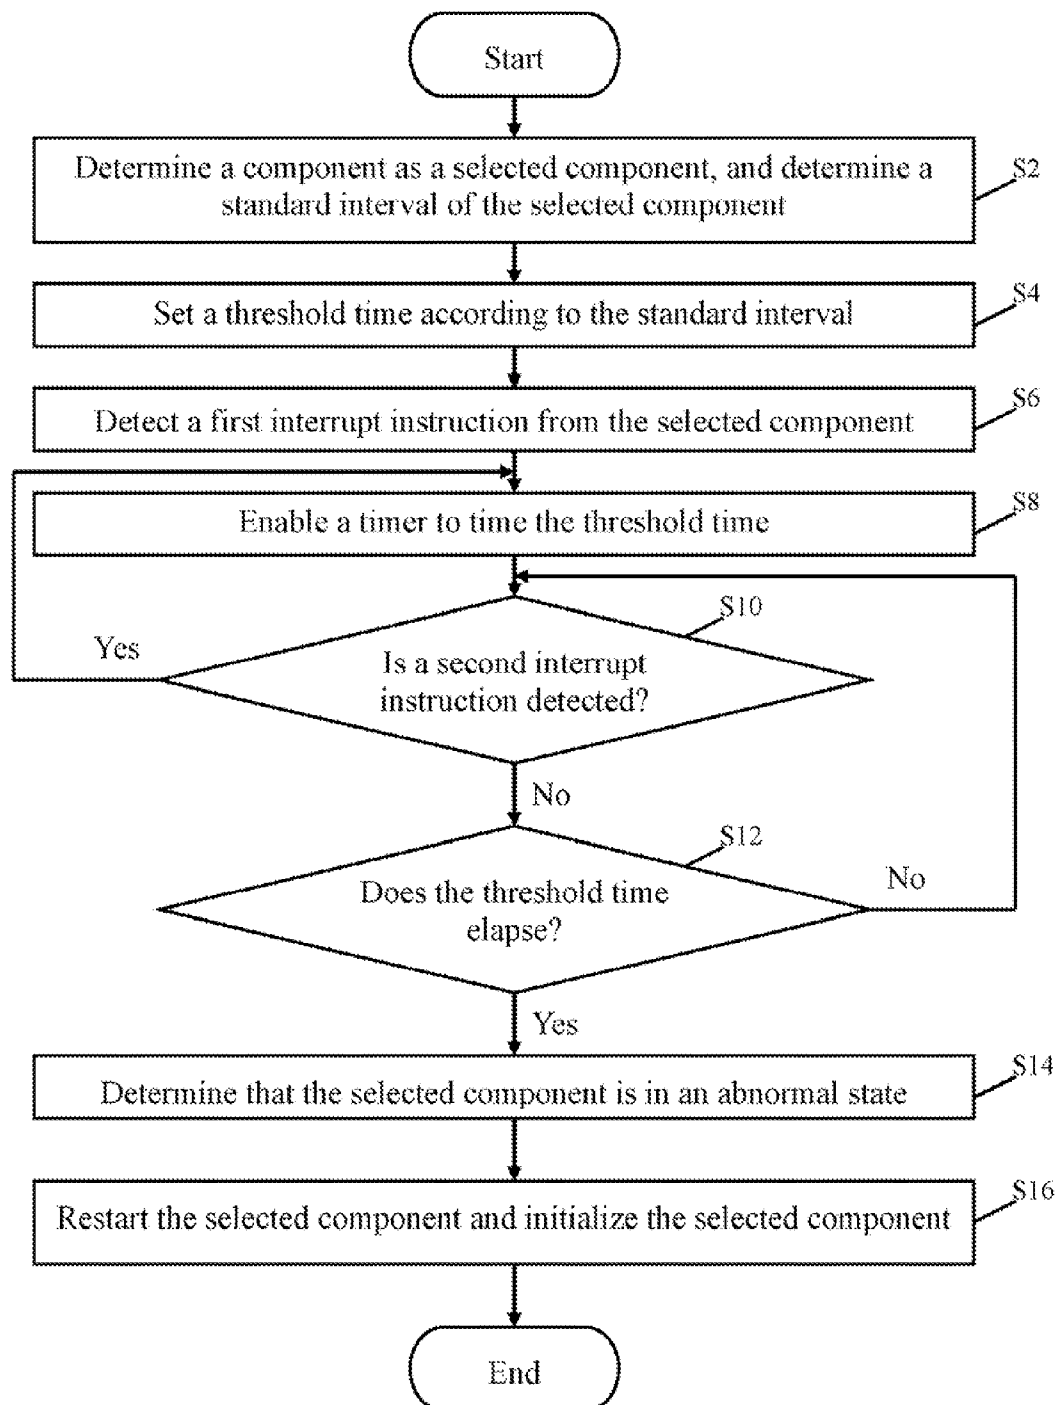 Start
Determine a component as a selected component, and determine a
standard interval of the selected component
S2
Set a threshold time according to the standard interval
S4
Detect a first interrupt instruction from the selected component
S6
Enable a timer to time the threshold time
S8
S10
Yes
Is a second interrupt
instruction detected?
No
S12
Does the threshold time
elapse?
No
Yes
Determine that the selected component is in an abnormal state
S14
Restart the selected component and initialize the selected component
S16
End